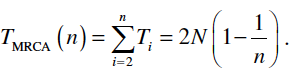 T_MRCA (n) = ∑_{i=2}^{n} T_i = 2N (1 − 1/n).